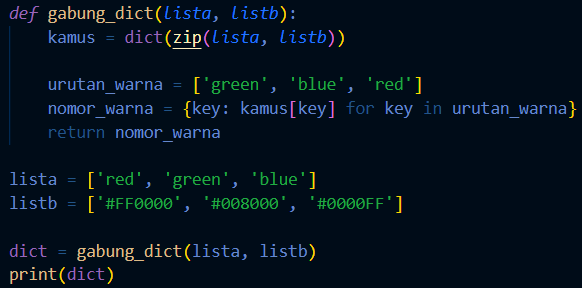 def gabung_dict(lista, listb):
    kamus = dict(zip(lista, listb))

    urutan_warna = ['green', 'blue', 'red']
    nomor_warna = {key: kamus[key] for key in urutan_warna}
    return nomor_warna

lista = ['red', 'green', 'blue']
listb = ['#FF0000', '#008000', '#0000FF']

dict = gabung_dict(lista, listb)
print(dict)